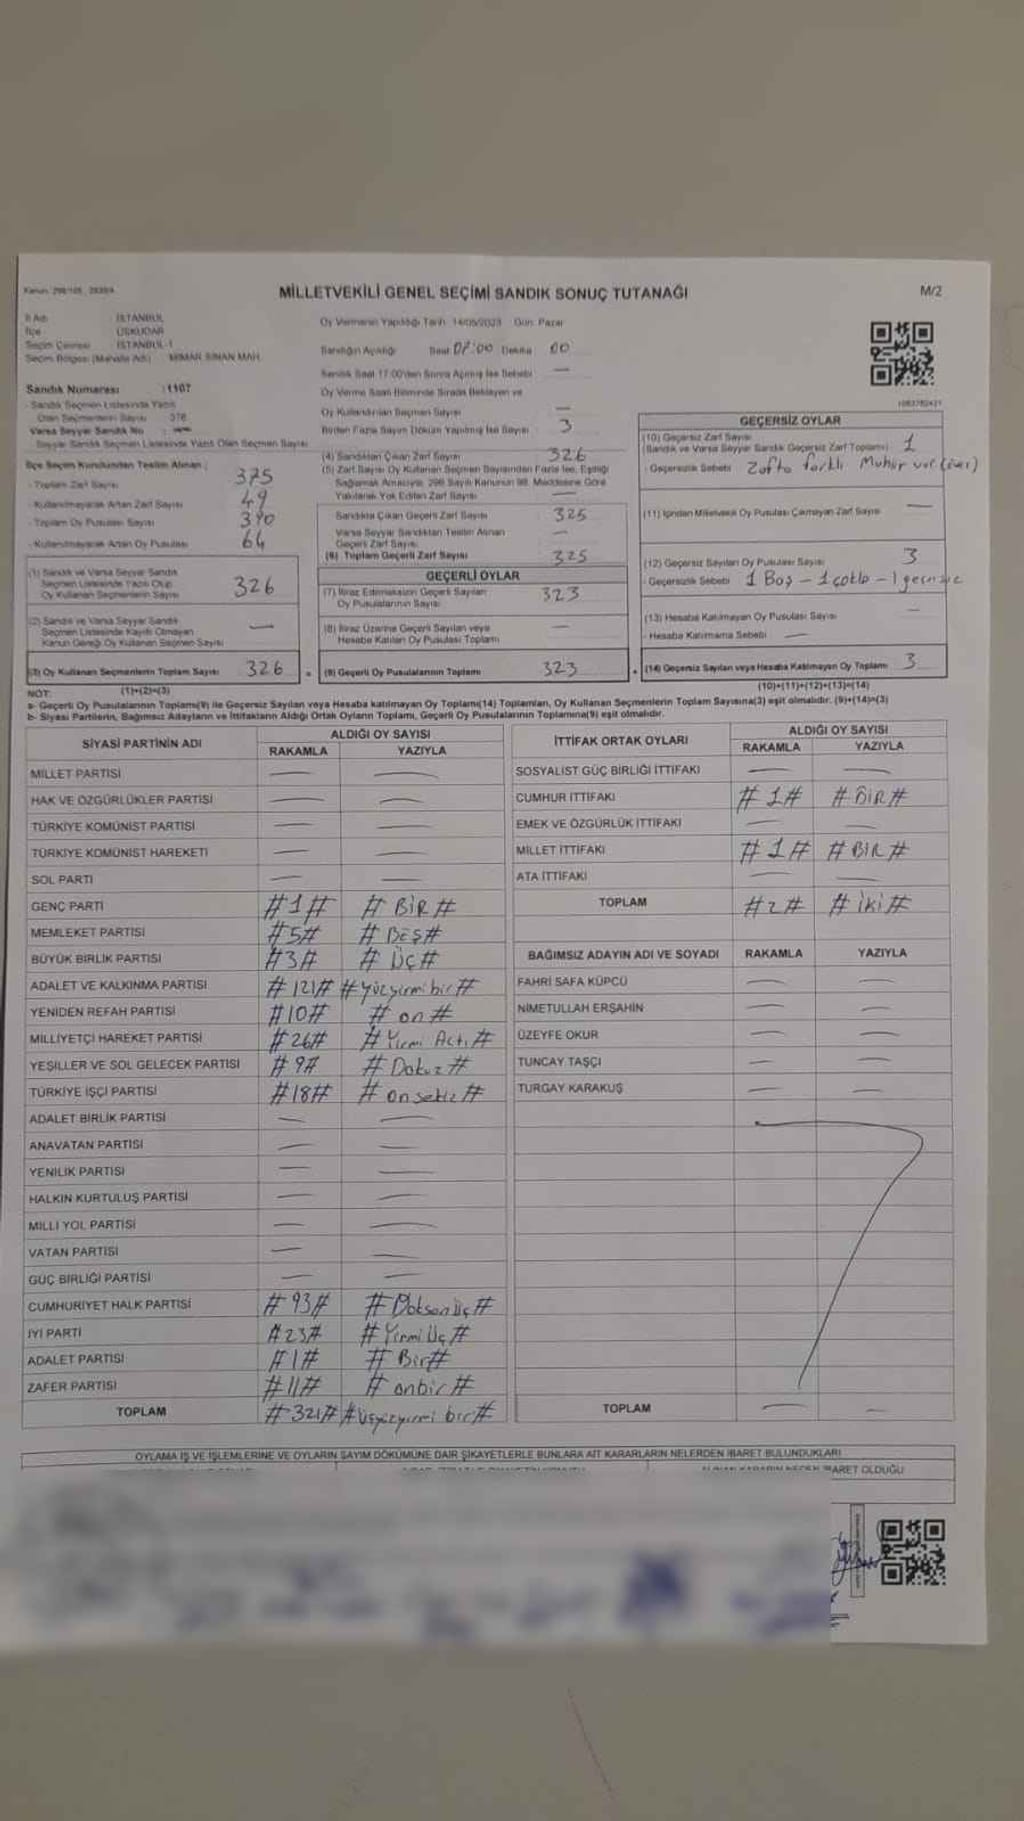 Kanun: 298/105, 2839/4
MİLLETVEKİLİ GENEL SEÇİMİ SANDIK SONUÇ TUTANAĞI
M/2
İl Adı : İSTANBUL
İlçe : ÜSKÜDAR
Seçim Çevresi : İSTANBUL-1
Seçim Bölgesi (Mahalle Adı) : MİMAR SİNAN MAH.
Sandık Numarası : 1107
- Sandık Seçmen Listesinde Yazılı Olan Seçmenlerin Sayısı : 376
Varsa Seyyar Sandık No : —
- Seyyar Sandık Seçmen Listesinde Yazılı Olan Seçmen Sayısı
İlçe Seçim Kurulundan Teslim Alınan ;
- Toplam Zarf Sayısı 375
- Kullanılmayarak Artan Zarf Sayısı 49
- Toplam Oy Pusulası Sayısı 390
- Kullanılmayarak Artan Oy Pusulası 64
(1) Sandık ve Varsa Seyyar Sandık
Seçmen Listesinde Yazılı Olup
Oy Kullanan Seçmenlerin Sayısı 326
(2) Sandık ve Varsa Seyyar Sandık
Seçmen Listesinde Kayıtlı Olmayan
Kanun Gereği Oy Kullanan Seçmen Sayısı —
(3) Oy Kullanan Seçmenlerin Toplam Sayısı 326 =
(1)+(2)=(3)
Oy Vermenin Yapıldığı Tarih: 14/05/2023 Gün: Pazar
Sandığın Açıldığı Saat 07:00 Dakika 00
Sandık Saat 17:00'den Sonra Açılmış İse Sebebi —
Oy Verme Saati Bitiminde Sırada Bekleyen ve
Oy Kullandırılan Seçmen Sayısı —
Birden Fazla Sayım Döküm Yapılmış İse Sayısı 3
(4) Sandıktan Çıkan Zarf Sayısı 326
(5) Zarf Sayısı Oy Kullanan Seçmen Sayısından Fazla İse, Eşitliği
Sağlamak Amacıyla, 298 Sayılı Kanunun 98. Maddesine Göre
Yakılarak Yok Edilen Zarf Sayısı —
Sandıkta Çıkan Geçerli Zarf Sayısı 325
Varsa Seyyar Sandıktan Teslim Alınan
Geçerli Zarf Sayısı —
(6) Toplam Geçerli Zarf Sayısı 325
GEÇERLİ OYLAR
(7) İtiraz Edilmeksizin Geçerli Sayılan
Oy Pusulalarının Sayısı 323
(8) İtiraz Üzerine Geçerli Sayılan veya
Hesaba Katılan Oy Pusulası Toplamı —
(9) Geçerli Oy Pusulalarının Toplamı 323 +
GEÇERSİZ OYLAR
(10) Geçersiz Zarf Sayısı
(Sandık ve Varsa Seyyar Sandık Geçersiz Zarf Toplamı) 1
- Geçersizlik Sebebi Zafta farklı Mühür var
(11) İçinden Milletvekili Oy Pusulası Çıkmayan Zarf Sayısı —
(12) Geçersiz Sayılan Oy Pusulası Sayısı 3
- Geçersizlik Sebebi 1 Boş - 1 çoklo - 1 geçersiz
(13) Hesaba Katılmayan Oy Pusulası Sayısı —
- Hesaba Katılmama Sebebi —
(14) Geçersiz Sayılan veya Hesaba Katılmayan Oy Toplamı 3
(10)+(11)+(12)+(13)=(14)
NOT:
a- Geçerli Oy Pusulalarının Toplamı(9) ile Geçersiz Sayılan veya Hesaba katılmayan Oy Toplamı(14) Toplamları, Oy Kullanan Seçmenlerin Toplam Sayısına(3) eşit olmalıdır. (9)+(14)=(3)
b- Siyasi Partilerin, Bağımsız Adayların ve İttifakların Aldığı Ortak Oyların Toplamı, Geçerli Oy Pusulalarının Toplamına(9) eşit olmalıdır.
SİYASİ PARTİNİN ADI ALDIĞI OY SAYISI
RAKAMLA YAZIYLA
MİLLET PARTİSİ — —
HAK VE ÖZGÜRLÜKLER PARTİSİ — —
TÜRKİYE KOMÜNİST PARTİSİ — —
TÜRKİYE KOMÜNİST HAREKETİ — —
SOL PARTİ — —
GENÇ PARTİ #1# # BİR #
MEMLEKET PARTİSİ #5# # BEŞ#
BÜYÜK BİRLİK PARTİSİ #3# # ÜÇ#
ADALET VE KALKINMA PARTİSİ # 121# #Yüzyirmibir#
YENİDEN REFAH PARTİSİ #10# # on #
MİLLİYETÇİ HAREKET PARTİSİ # 26# # Yirmi Actı #
YEŞİLLER VE SOL GELECEK PARTİSİ # 9# # Dokuz #
TÜRKİYE İŞÇİ PARTİSİ #18# # onsekiz #
ADALET BİRLİK PARTİSİ — —
ANAVATAN PARTİSİ — —
YENİLİK PARTİSİ — —
HALKIN KURTULUŞ PARTİSİ — —
MİLLİ YOL PARTİSİ — —
VATAN PARTİSİ — —
GÜÇ BİRLİĞİ PARTİSİ — —
CUMHURİYET HALK PARTİSİ # 93# # Doksanüç #
İYİ PARTİ # 23# # Yirmi Üç #
ADALET PARTİSİ #1# # Bir#
ZAFER PARTİSİ #11# # onbir #
TOPLAM # 321# #Üçyüzyirmi bir#
İTTİFAK ORTAK OYLARI ALDIĞI OY SAYISI
RAKAMLA YAZIYLA
SOSYALİST GÜÇ BİRLİĞİ İTTİFAKI — —
CUMHUR İTTİFAKI # 1# # BİR #
EMEK VE ÖZGÜRLÜK İTTİFAKI — —
MİLLET İTTİFAKI # 1 # # BİR #
ATA İTTİFAKI — —
TOPLAM #2# # İKİ#
BAĞIMSIZ ADAYIN ADI VE SOYADI RAKAMLA YAZIYLA
FAHRİ SAFA KÜPCÜ — —
NİMETULLAH ERŞAHİN — —
ÜZEYFE OKUR — —
TUNCAY TAŞÇI — —
TURGAY KARAKUŞ — —
TOPLAM — —
OYLAMA İŞ VE İŞLEMLERİNE VE OYLARIN SAYIM DÖKÜMÜNE DAİR ŞİKAYETLERLE BUNLARA AİT KARARLARIN NELERDEN İBARET BULUNDUKLARI
ALINAN KARARIN NEDEN İBARET OLDUĞU